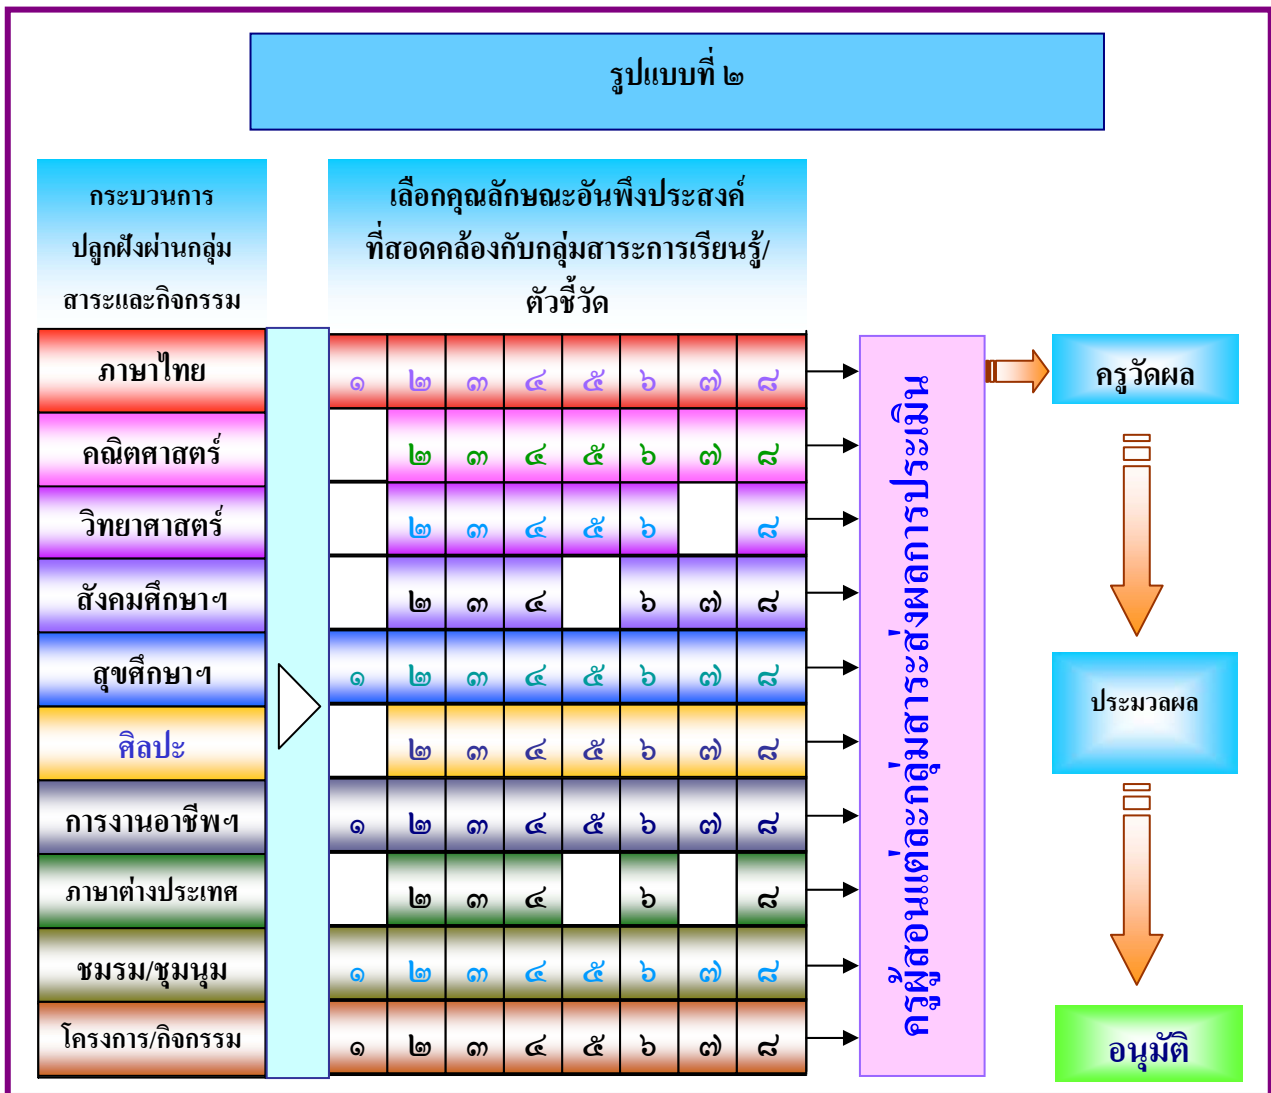 รูปแบบที่ ๒
กระบวนการ
ปลูกฝังผ่านกลุ่ม
สาระและกิจกรรม
เลือกคุณลักษณะอันพึงประสงค์
ที่สอดคล้องกับกลุ่มสาระการเรียนรู้/
ตัวชี้วัด
ภาษาไทย ๑ ๒ ๓ ๔ ๕ ๖ ๗ ๘
คณิตศาสตร์ ๒ ๓ ๔ ๕ ๖ ๗ ๘
วิทยาศาสตร์ ๒ ๓ ๔ ๕ ๖ ๘
สังคมศึกษาฯ ๒ ๓ ๔ ๖ ๗ ๘
สุขศึกษาฯ ๑ ๒ ๓ ๔ ๕ ๖ ๗ ๘
ศิลปะ ๒ ๓ ๔ ๕ ๖ ๗ ๘
การงานอาชีพฯ ๑ ๒ ๓ ๔ ๕ ๖ ๗ ๘
ภาษาต่างประเทศ ๒ ๓ ๔ ๖ ๘
ชมรม/ชุมนุม ๑ ๒ ๓ ๔ ๕ ๖ ๗ ๘
โครงการ/กิจกรรม ๑ ๒ ๓ ๔ ๕ ๖ ๗ ๘
ครูผู้สอนแต่ละกลุ่มสาระส่งผลการประเมิน
ครูวัดผล
ประมวลผล
อนุมัติ